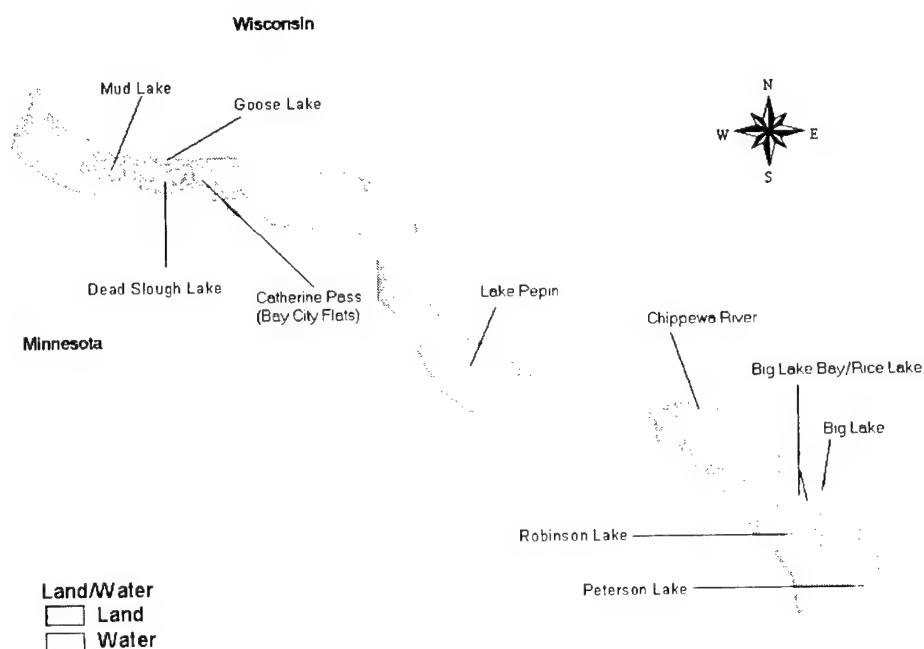 Wisconsin
Mud Lake
Goose Lake
N
W E
S
Dead Slough Lake
Catherine Pass
(Bay City Flats)
Lake Pepin
Minnesota
Chippewa River
Big Lake Bay/Rice Lake
Big Lake
Robinson Lake
Peterson Lake
Land/Water
Land
Water